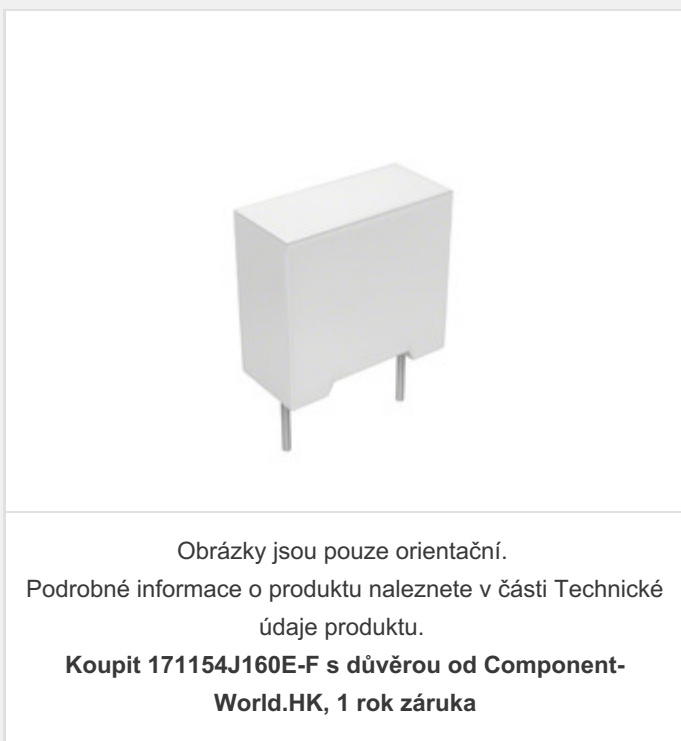 Obrázky jsou pouze orientační.
Podrobné informace o produktu naleznete v části Technické
údaje produktu.
Koupit 171154J160E-F s důvěrou od Component-
World.HK, 1 rok záruka